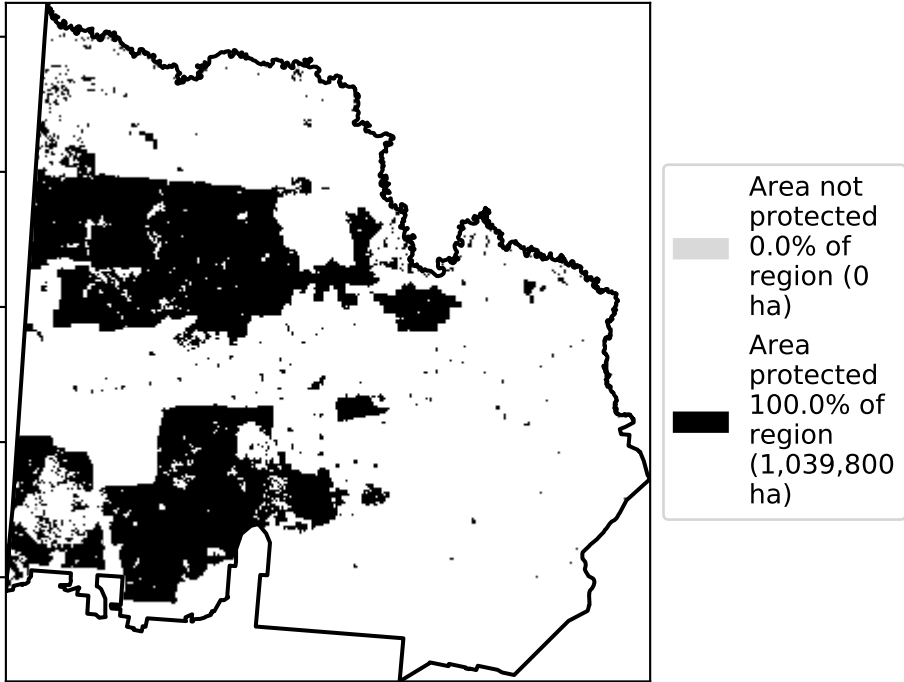 Area not
protected
0.0% of
region (0
ha)
Area
protected
100.0% of
region
(1,039,800
ha)